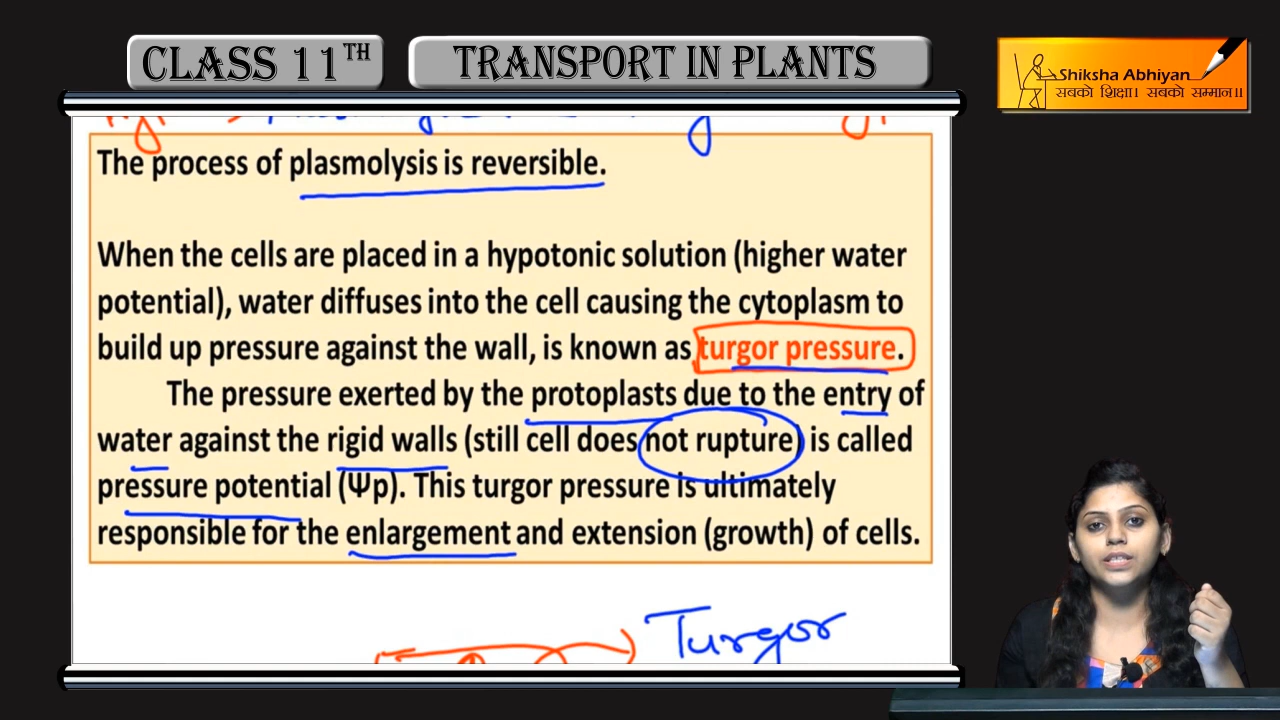 CLASS 11TH
TRANSPORT IN PLANTS
Shiksha Abhiyan
सबको शिक्षा। सबको सम्मान॥
The process of plasmolysis is reversible.
When the cells are placed in a hypotonic solution (higher water
potential), water diffuses into the cell causing the cytoplasm to
build up pressure against the wall, is known as turgor pressure.
The pressure exerted by the protoplasts due to the entry of
water against the rigid walls (still cell does not rupture) is called
pressure potential (Ψp). This turgor pressure is ultimately
responsible for the enlargement and extension (growth) of cells.
Turgor